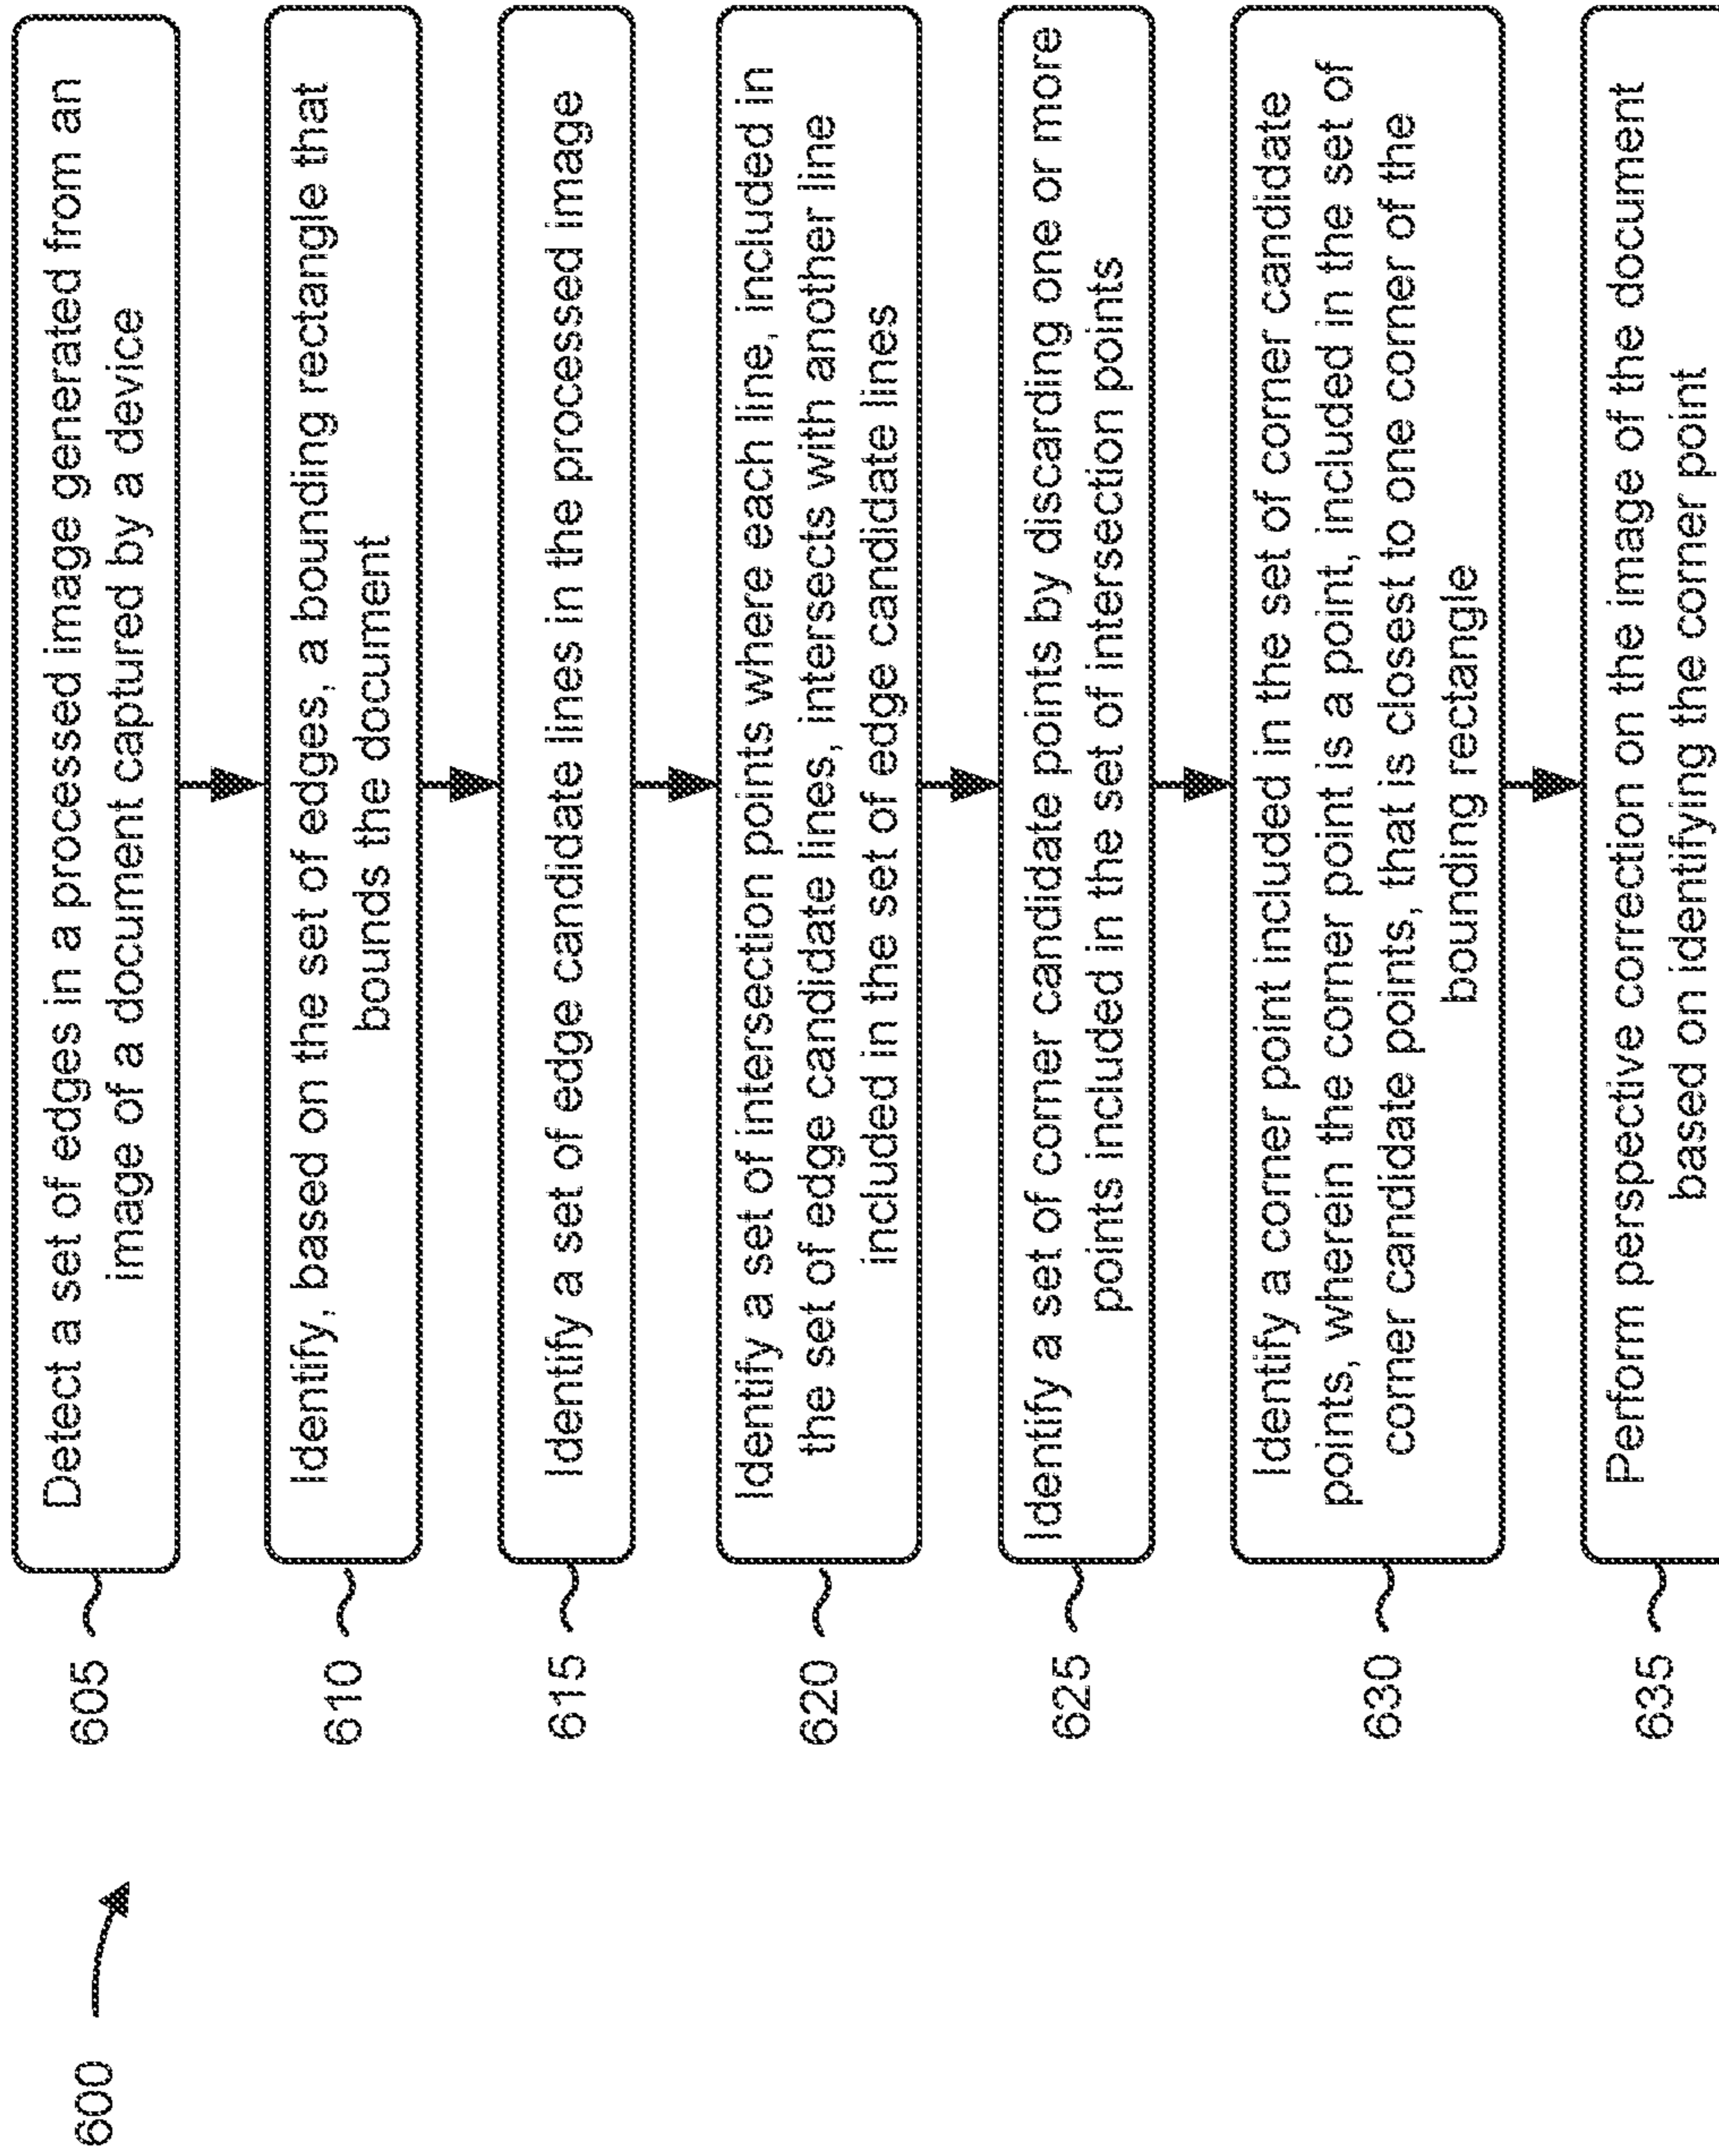 600
605
Detect a set of edges in a processed image generated from an
image of a document captured by a device
610
Identify, based on the set of edges, a bounding rectangle that
bounds the document
615
Identify a set of edge candidate lines in the processed image
620
Identify a set of intersection points where each line, included in
the set of edge candidate lines, intersects with another line
included in the set of edge candidate lines
625
Identify a set of corner candidate points by discarding one or more
points included in the set of intersection points
630
Identify a corner point included in the set of corner candidate
points, wherein the corner point is a point, included in the set of
corner candidate points, that is closest to one corner of the
bounding rectangle
635
Perform perspective correction on the image of the document
based on identifying the corner point